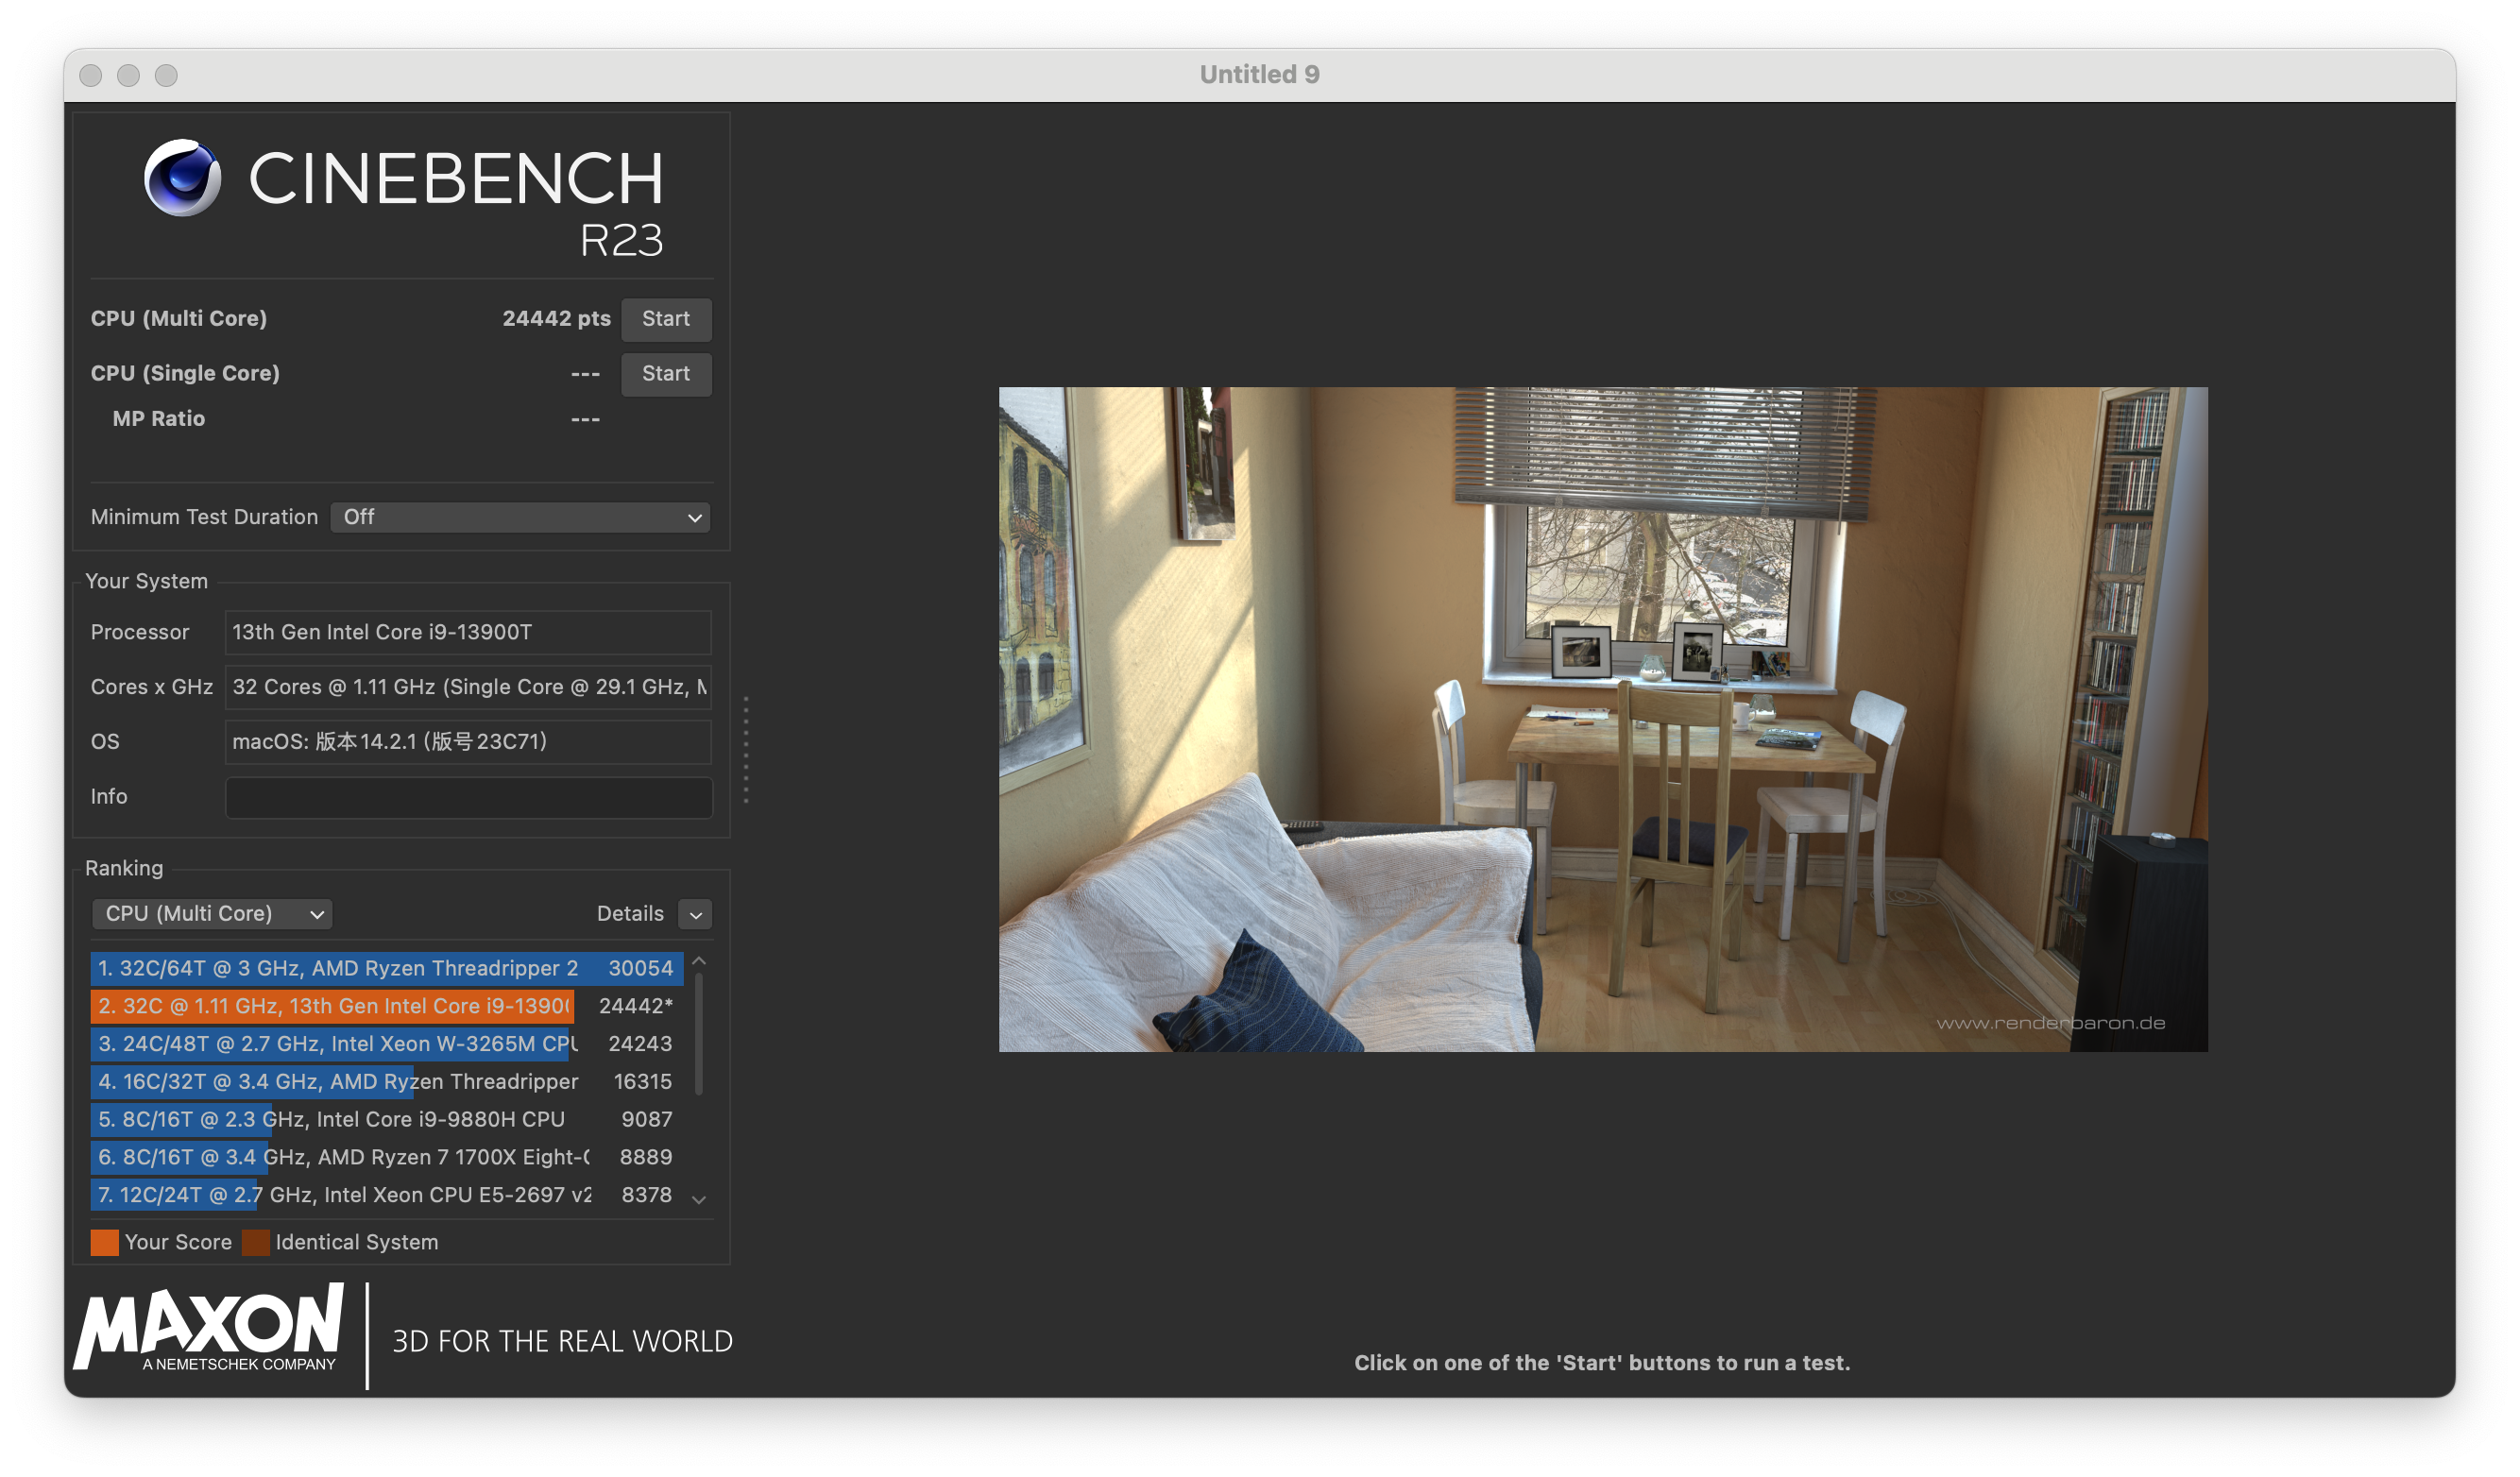 Untitled 9
CINEBENCH
R23
CPU (Multi Core) 24442 pts Start
CPU (Single Core) --- Start
MP Ratio ---
Minimum Test Duration Off
Your System
Processor 13th Gen Intel Core i9-13900T
Cores x GHz 32 Cores @ 1.11 GHz (Single Core @ 29.1 GHz, M
OS macOS: 版本 14.2.1 (版号 23C71)
Info
Ranking
CPU (Multi Core) Details
1. 32C/64T @ 3 GHz, AMD Ryzen Threadripper 2 30054
2. 32C @ 1.11 GHz, 13th Gen Intel Core i9-1390 24442*
3. 24C/48T @ 2.7 GHz, Intel Xeon W-3265M CPU 24243
4. 16C/32T @ 3.4 GHz, AMD Ryzen Threadripper 16315
5. 8C/16T @ 2.3 GHz, Intel Core i9-9880H CPU 9087
6. 8C/16T @ 3.4 GHz, AMD Ryzen 7 1700X Eight-C 8889
7. 12C/24T @ 2.7 GHz, Intel Xeon CPU E5-2697 v2 8378
Your Score Identical System
MAXON
A NEMETSCHEK COMPANY
3D FOR THE REAL WORLD
www.renderbaron.de
Click on one of the 'Start' buttons to run a test.